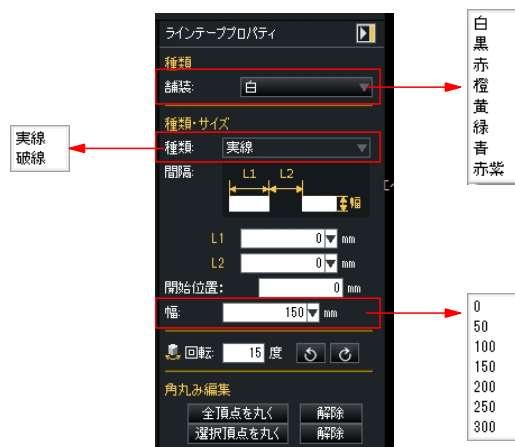 ラインテーププロパティ
種類
舗装: 白
種類・サイズ
種類: 実線
間隔:
L1 L2
幅
L1 0 mm
L2 0 mm
開始位置: 0 mm
幅: 150 mm
回転: 15 度
角丸み編集
全頂点を丸く 解除
選択頂点を丸く 解除
実線
破線
白
黒
赤
橙
黄
緑
青
赤紫
0
50
100
150
200
250
300